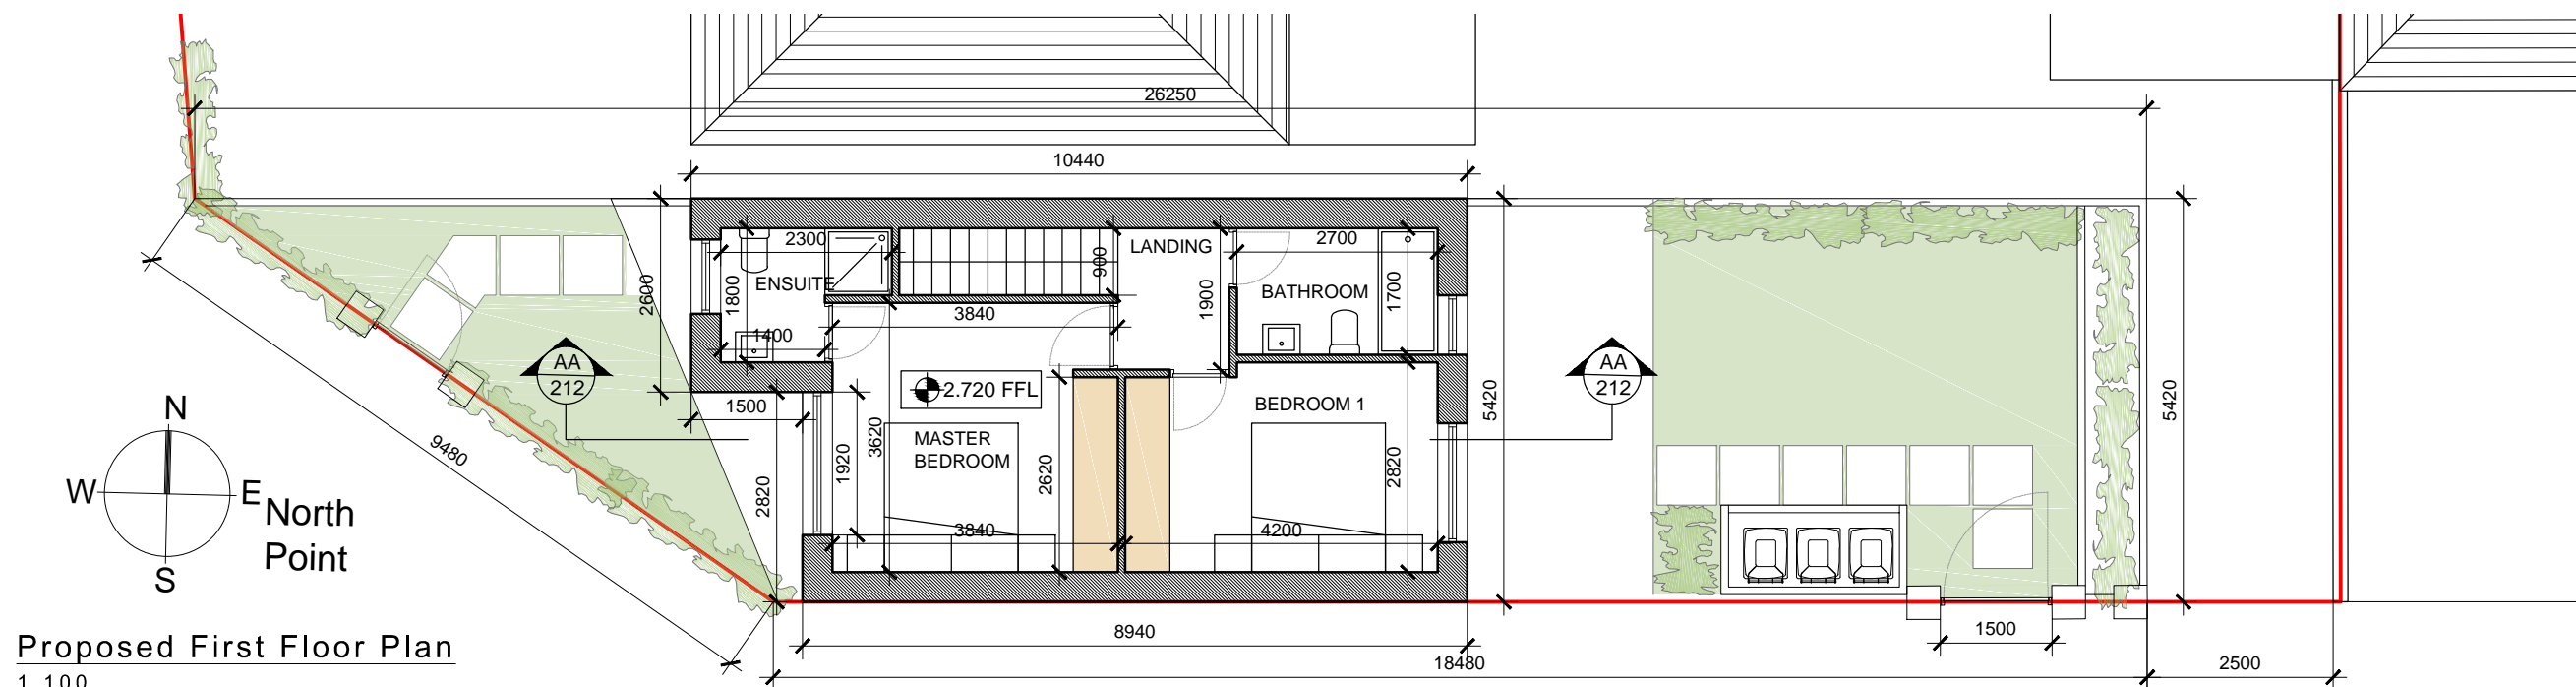 26250
10440
2300
LANDING
2700
900
ENSUITE
2600
1800
BATHROOM
1700
1900
3840
1400
AA
212
AA
212
2.720 FFL
1500
BEDROOM 1
5420
5420
N
W
E
S
North
Point
9480
MASTER
BEDROOM
3620
1920
2620
2820
2820
3840
4200
8940
1500
18480
2500
Proposed First Floor Plan
1 100